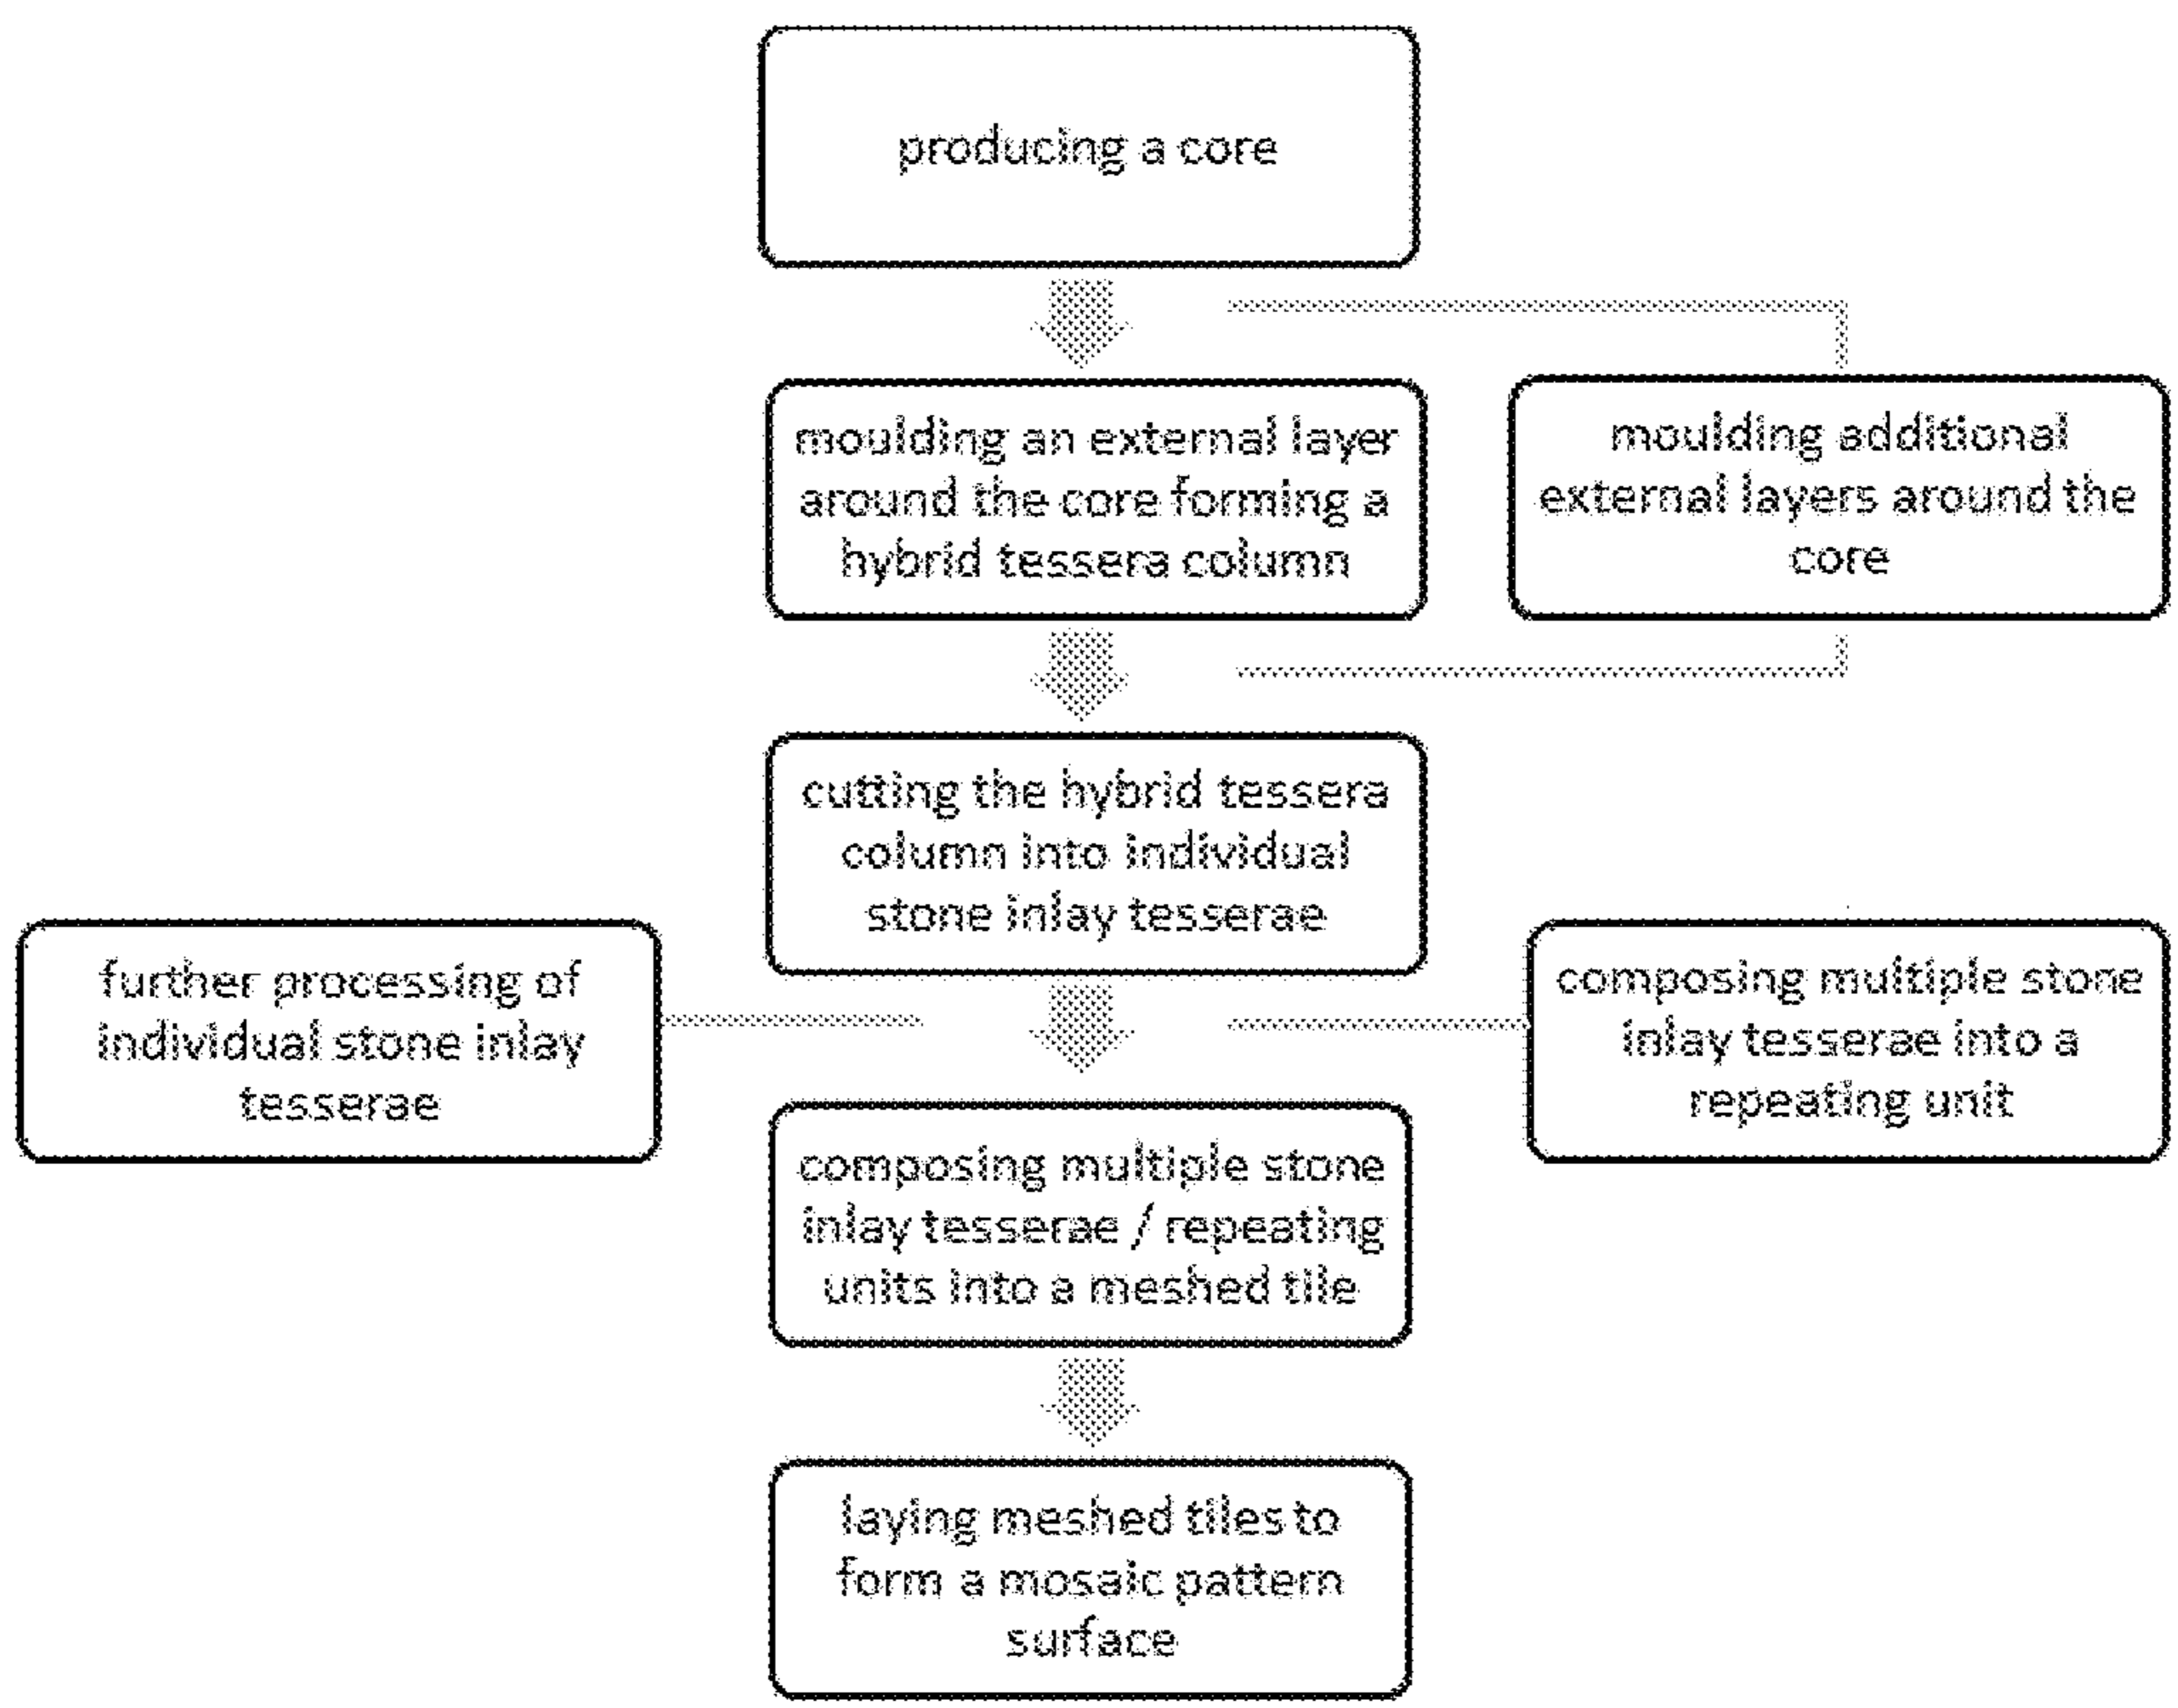 producing a core
moulding an external layer
around the core forming a
hybrid tessera column
moulding additional
external layers around the
core
cutting the hybrid tessera
column into individual
stone inlay tesserae
further processing of
individual stone inlay
tesserae
composing multiple stone
inlay tesserae into a
repeating unit
composing multiple stone
inlay tesserae / repeating
units into a meshed tile
laying meshed tiles to
form a mosaic pattern
surface